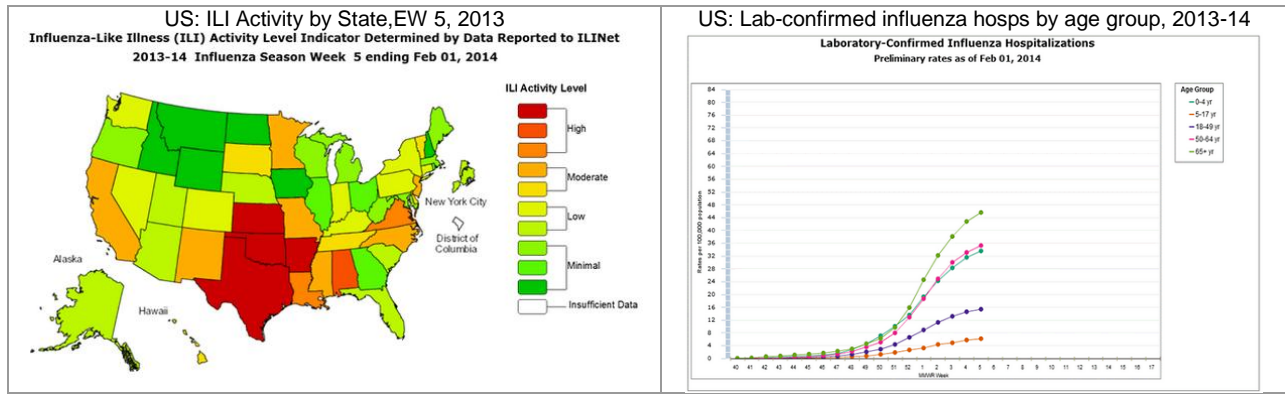 US: ILI Activity by State,EW 5, 2013
Influenza-Like Illness (ILI) Activity Level Indicator Determined by Data Reported to ILINet
2013-14 Influenza Season Week 5 ending Feb 01, 2014
ILI Activity Level
High
Moderate
Low
Minimal
Insufficient Data
New York City
District of
Columbia
Alaska
Hawaii
US: Lab-confirmed influenza hosps by age group, 2013-14
Laboratory-Confirmed Influenza Hospitalizations
Preliminary rates as of Feb 01, 2014
Age Group
0-4 yr
5-17 yr
18-49 yr
50-64 yr
65+ yr
Rates per 100,000 population
84
80
76
72
68
64
60
56
52
48
44
40
36
32
28
24
20
16
12
8
4
0
40 41 42 43 44 45 46 47 48 49 50 51 52 1 2 3 4 5 6 7 8 9 10 11 12 13 14 15 16 17
MMWR Week